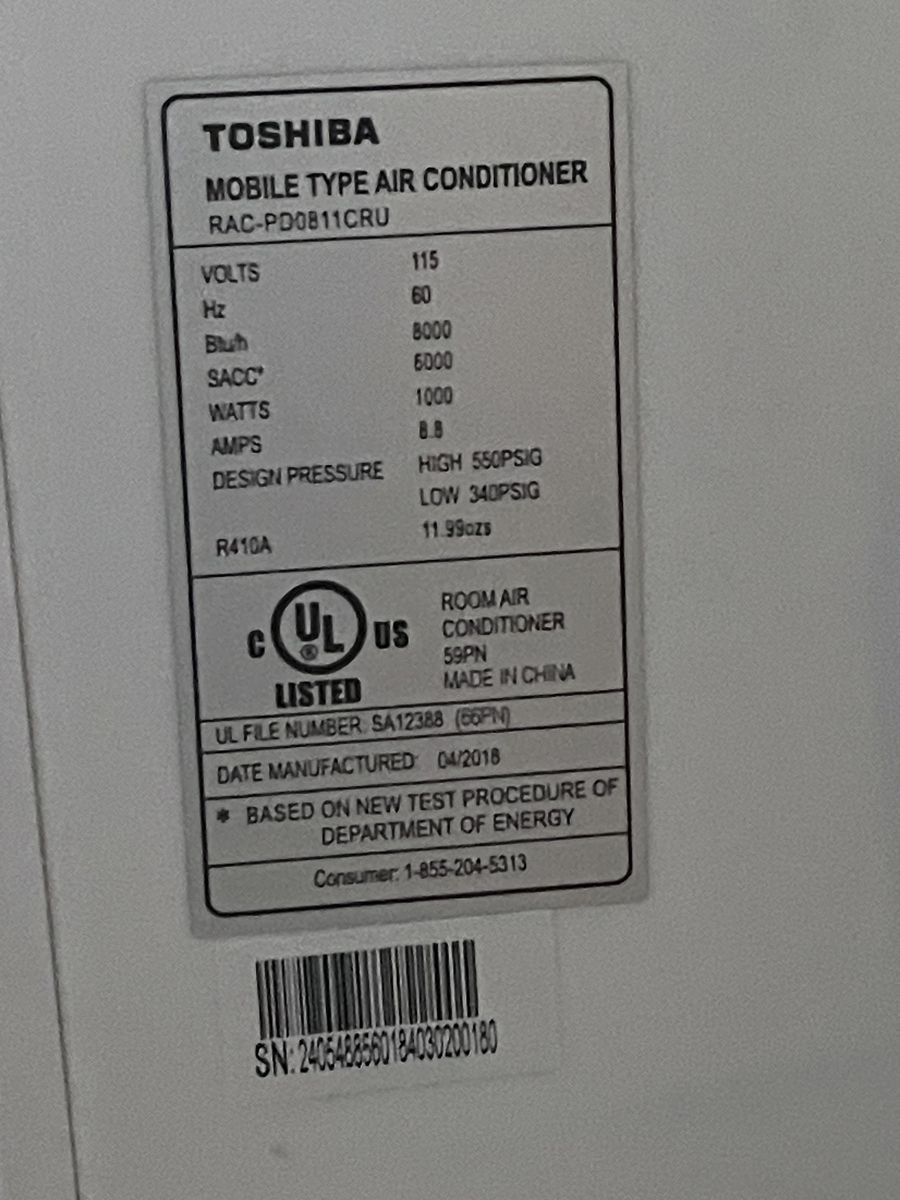 TOSHIBA
MOBILE TYPE AIR CONDITIONER
RAC-PD0811CRU
VOLTS 115
Hz 60
Btu/h 8000
SACC* 6000
WATTS 1000
AMPS 8.8
DESIGN PRESSURE HIGH 550PSIG
LOW 340PSIG
R410A 11.99ozs
C UL ® US
LISTED
ROOM AIR
CONDITIONER
59PN
MADE IN CHINA
UL FILE NUMBER: SA12388 (66PN)
DATE MANUFACTURED: 04/2018
* BASED ON NEW TEST PROCEDURE OF
DEPARTMENT OF ENERGY
Consumer: 1-855-204-5313
SN: 2405488560184030200180